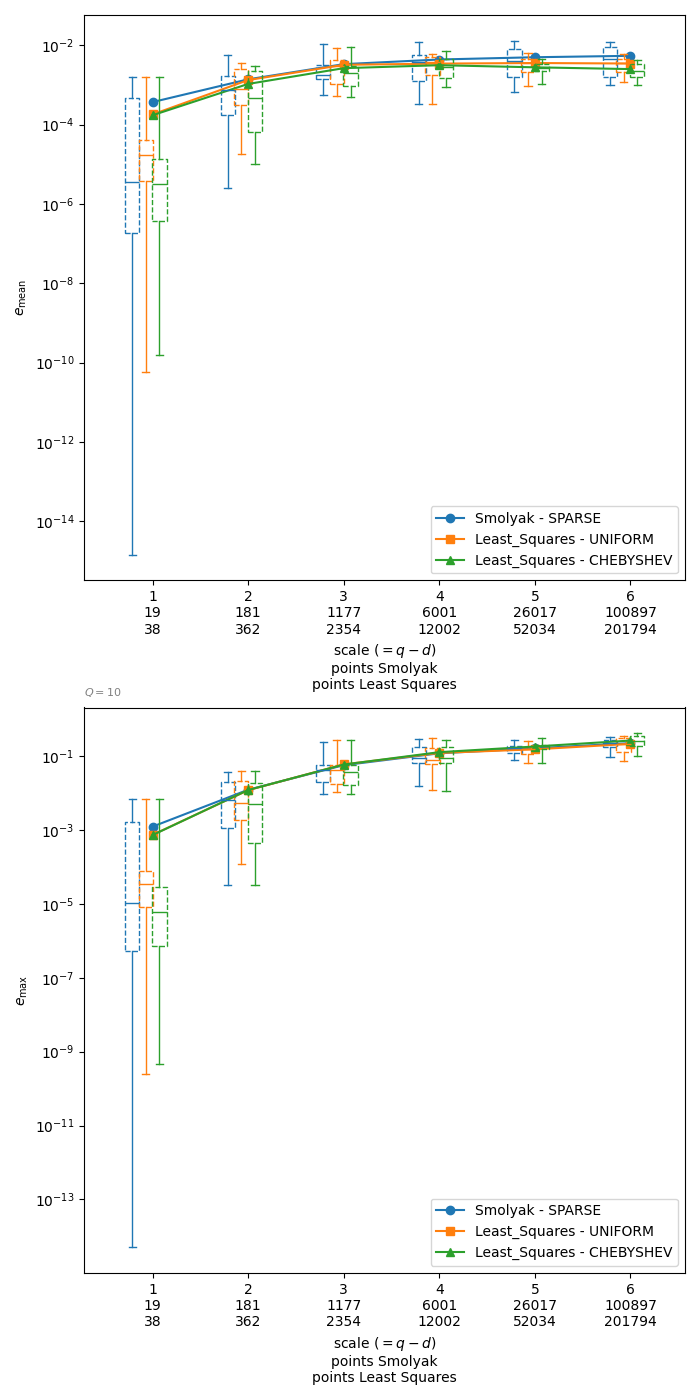 10⁻²
10⁻⁴
10⁻⁶
10⁻⁸
10⁻¹⁰
10⁻¹²
10⁻¹⁴
e_mean
Smolyak - SPARSE
Least_Squares - UNIFORM
Least_Squares - CHEBYSHEV
1 2 3 4 5 6
19 181 1177 6001 26017 100897
38 362 2354 12002 52034 201794
scale (= q − d)
points Smolyak
points Least Squares
Q = 10
10⁻¹
10⁻³
10⁻⁵
10⁻⁷
10⁻⁹
10⁻¹¹
10⁻¹³
e_max
Smolyak - SPARSE
Least_Squares - UNIFORM
Least_Squares - CHEBYSHEV
1 2 3 4 5 6
19 181 1177 6001 26017 100897
38 362 2354 12002 52034 201794
scale (= q − d)
points Smolyak
points Least Squares